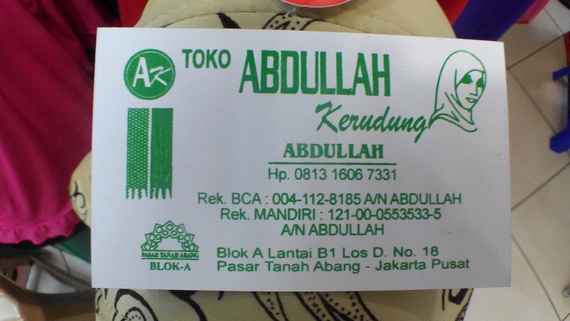 AK
TOKO ABDULLAH
Kerudung
ABDULLAH
Hp. 0813 1606 7331
Rek. BCA : 004-112-8185 A/N ABDULLAH
Rek. MANDIRI : 121-00-0553533-5
A/N ABDULLAH
PASAR TANAH ABANG
BLOK-A
Blok A Lantai B1 Los D. No. 18
Pasar Tanah Abang - Jakarta Pusat